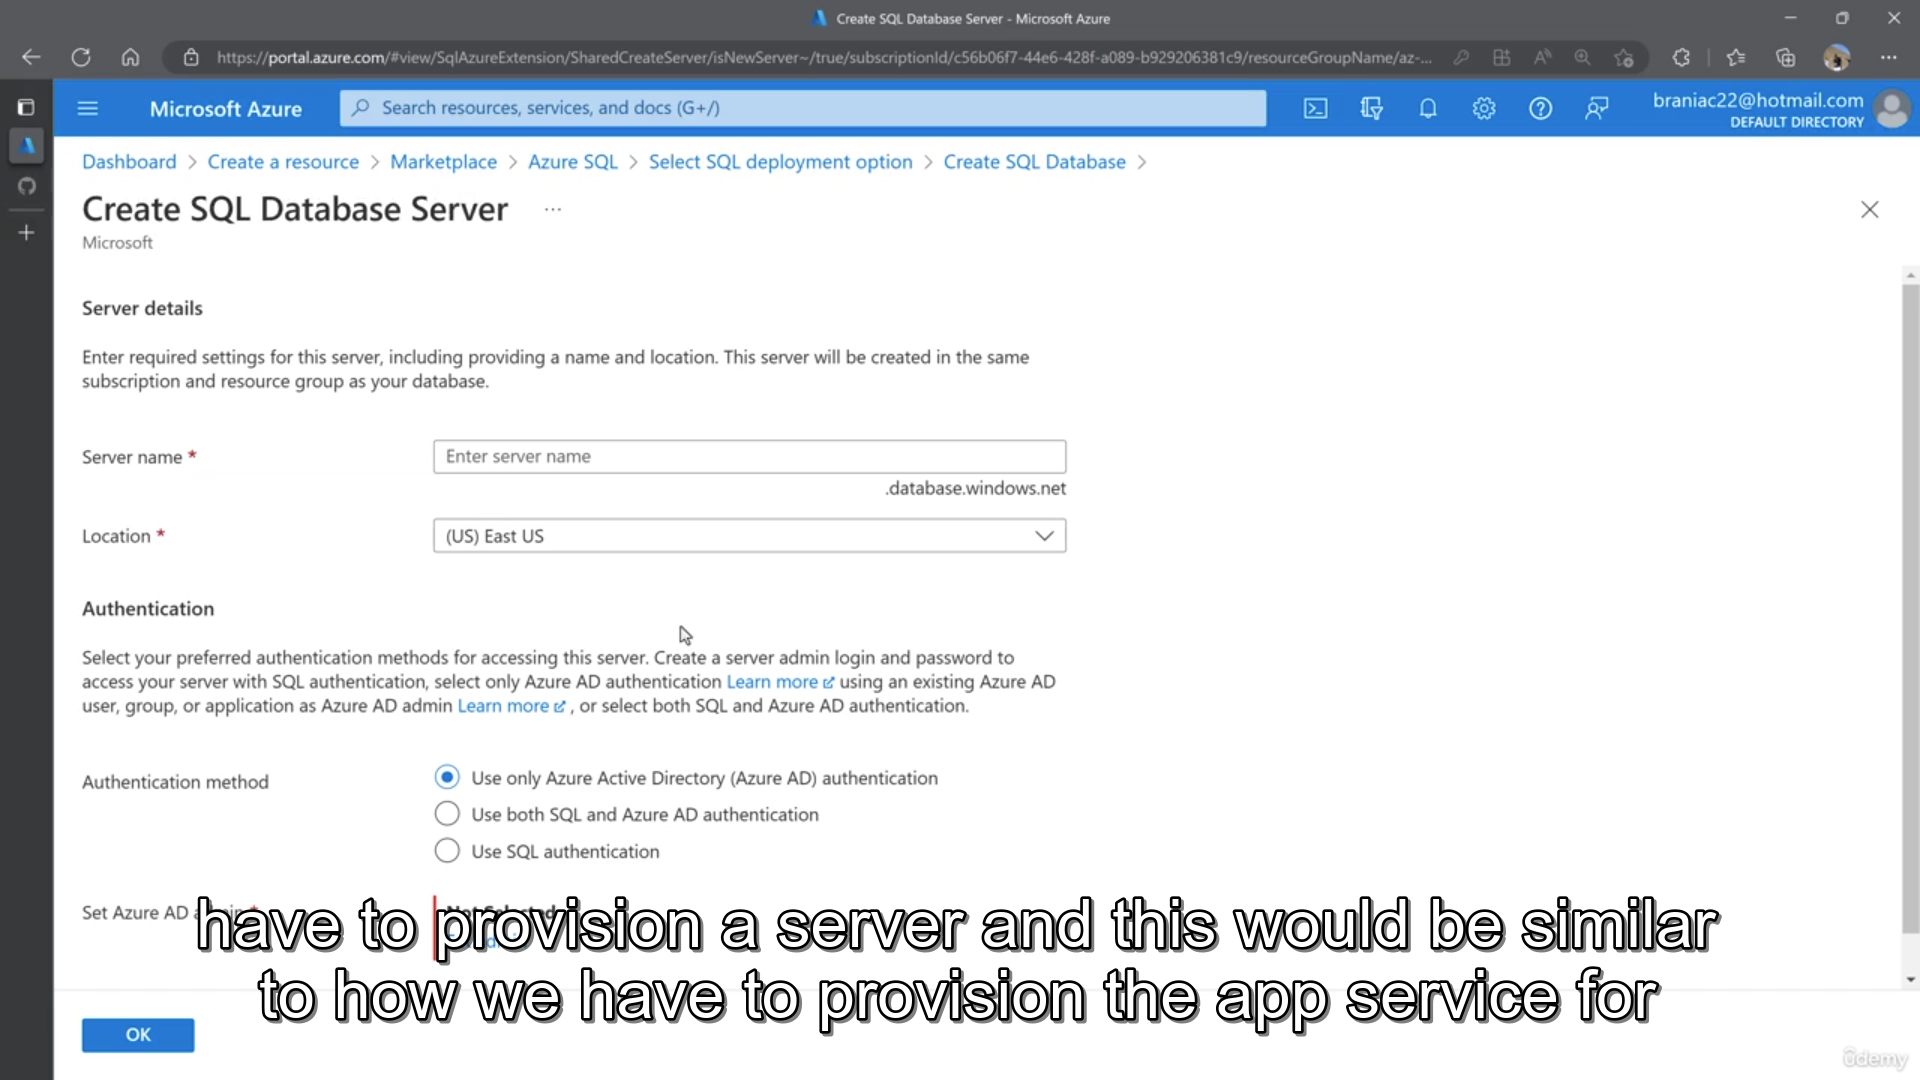 Create SQL Database Server - Microsoft Azure
https://portal.azure.com/#view/SqlAzureExtension/SharedCreateServer/isNewServer~/true/subscriptionId/c56b06f7-44e6-428f-a089-b929206381c9/resourceGroupName/az-...
Microsoft Azure
Search resources, services, and docs (G+/)
braniac22@hotmail.com
DEFAULT DIRECTORY
Dashboard > Create a resource > Marketplace > Azure SQL > Select SQL deployment option > Create SQL Database >
Create SQL Database Server ...
Microsoft
Server details
Enter required settings for this server, including providing a name and location. This server will be created in the same
subscription and resource group as your database.
Server name *
Enter server name
.database.windows.net
Location *
(US) East US
Authentication
Select your preferred authentication methods for accessing this server. Create a server admin login and password to
access your server with SQL authentication, select only Azure AD authentication Learn more using an existing Azure AD
user, group, or application as Azure AD admin Learn more , or select both SQL and Azure AD authentication.
Authentication method
Use only Azure Active Directory (Azure AD) authentication
Use both SQL and Azure AD authentication
Use SQL authentication
Set Azure AD admin *
Not Selected
have to provision a server and this would be similar
to how we have to provision the app service for
OK
ûdemy